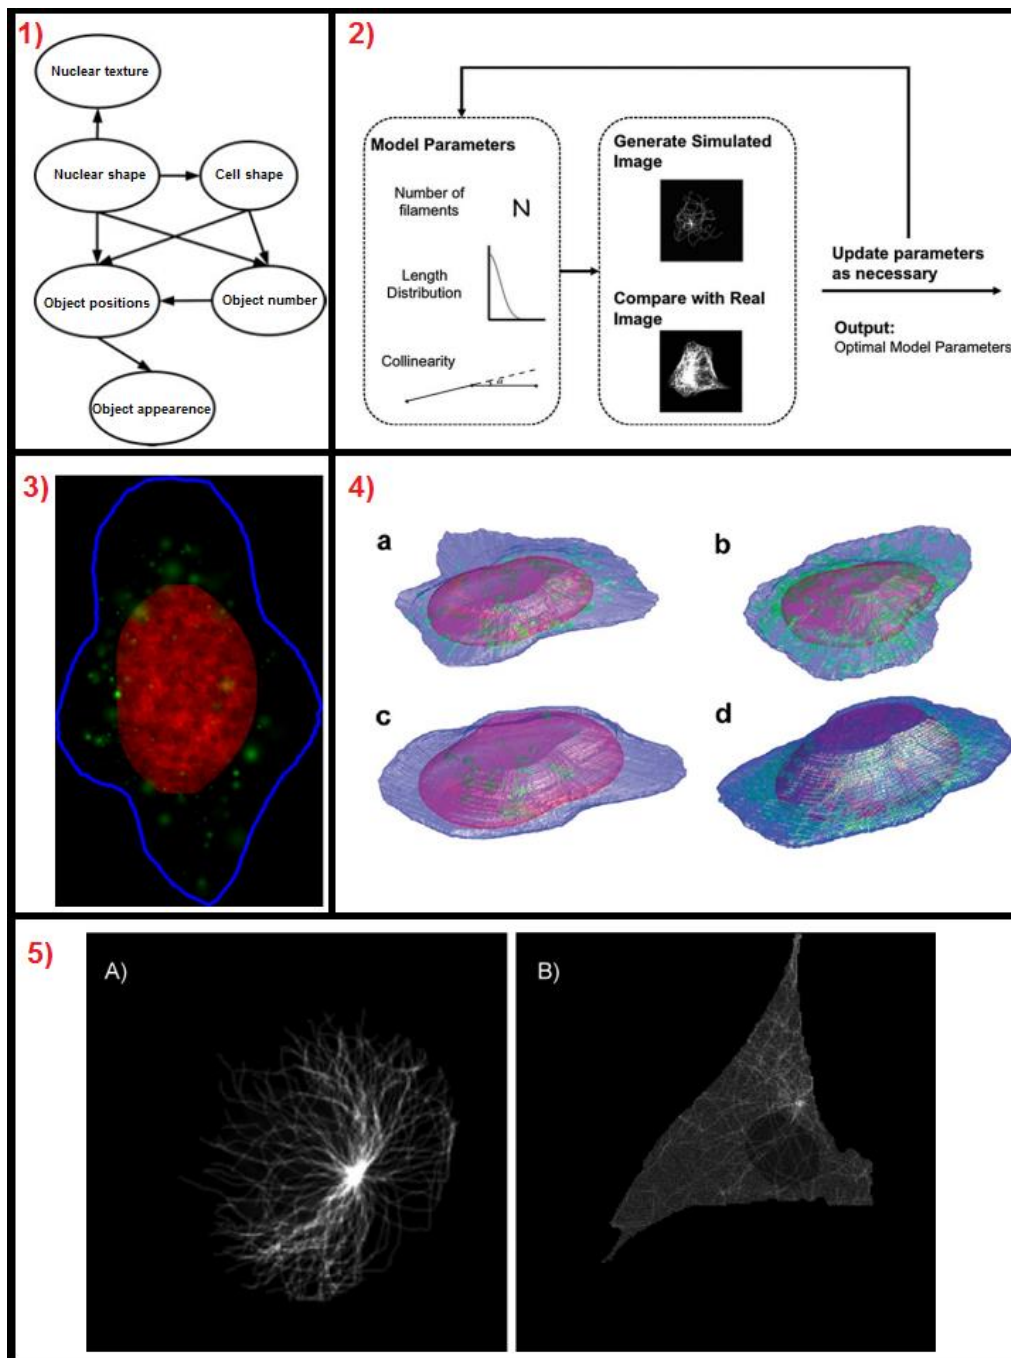 1)
Nuclear texture
Nuclear shape
Cell shape
Object positions
Object number
Object appearence
2)
Model Parameters
Number of
filaments
N
Length
Distribution
Collinearity
α
Generate Simulated
Image
Compare with Real
Image
Update parameters
as necessary
Output:
Optimal Model Parameters
3)
4)
a
b
c
d
5)
A)
B)